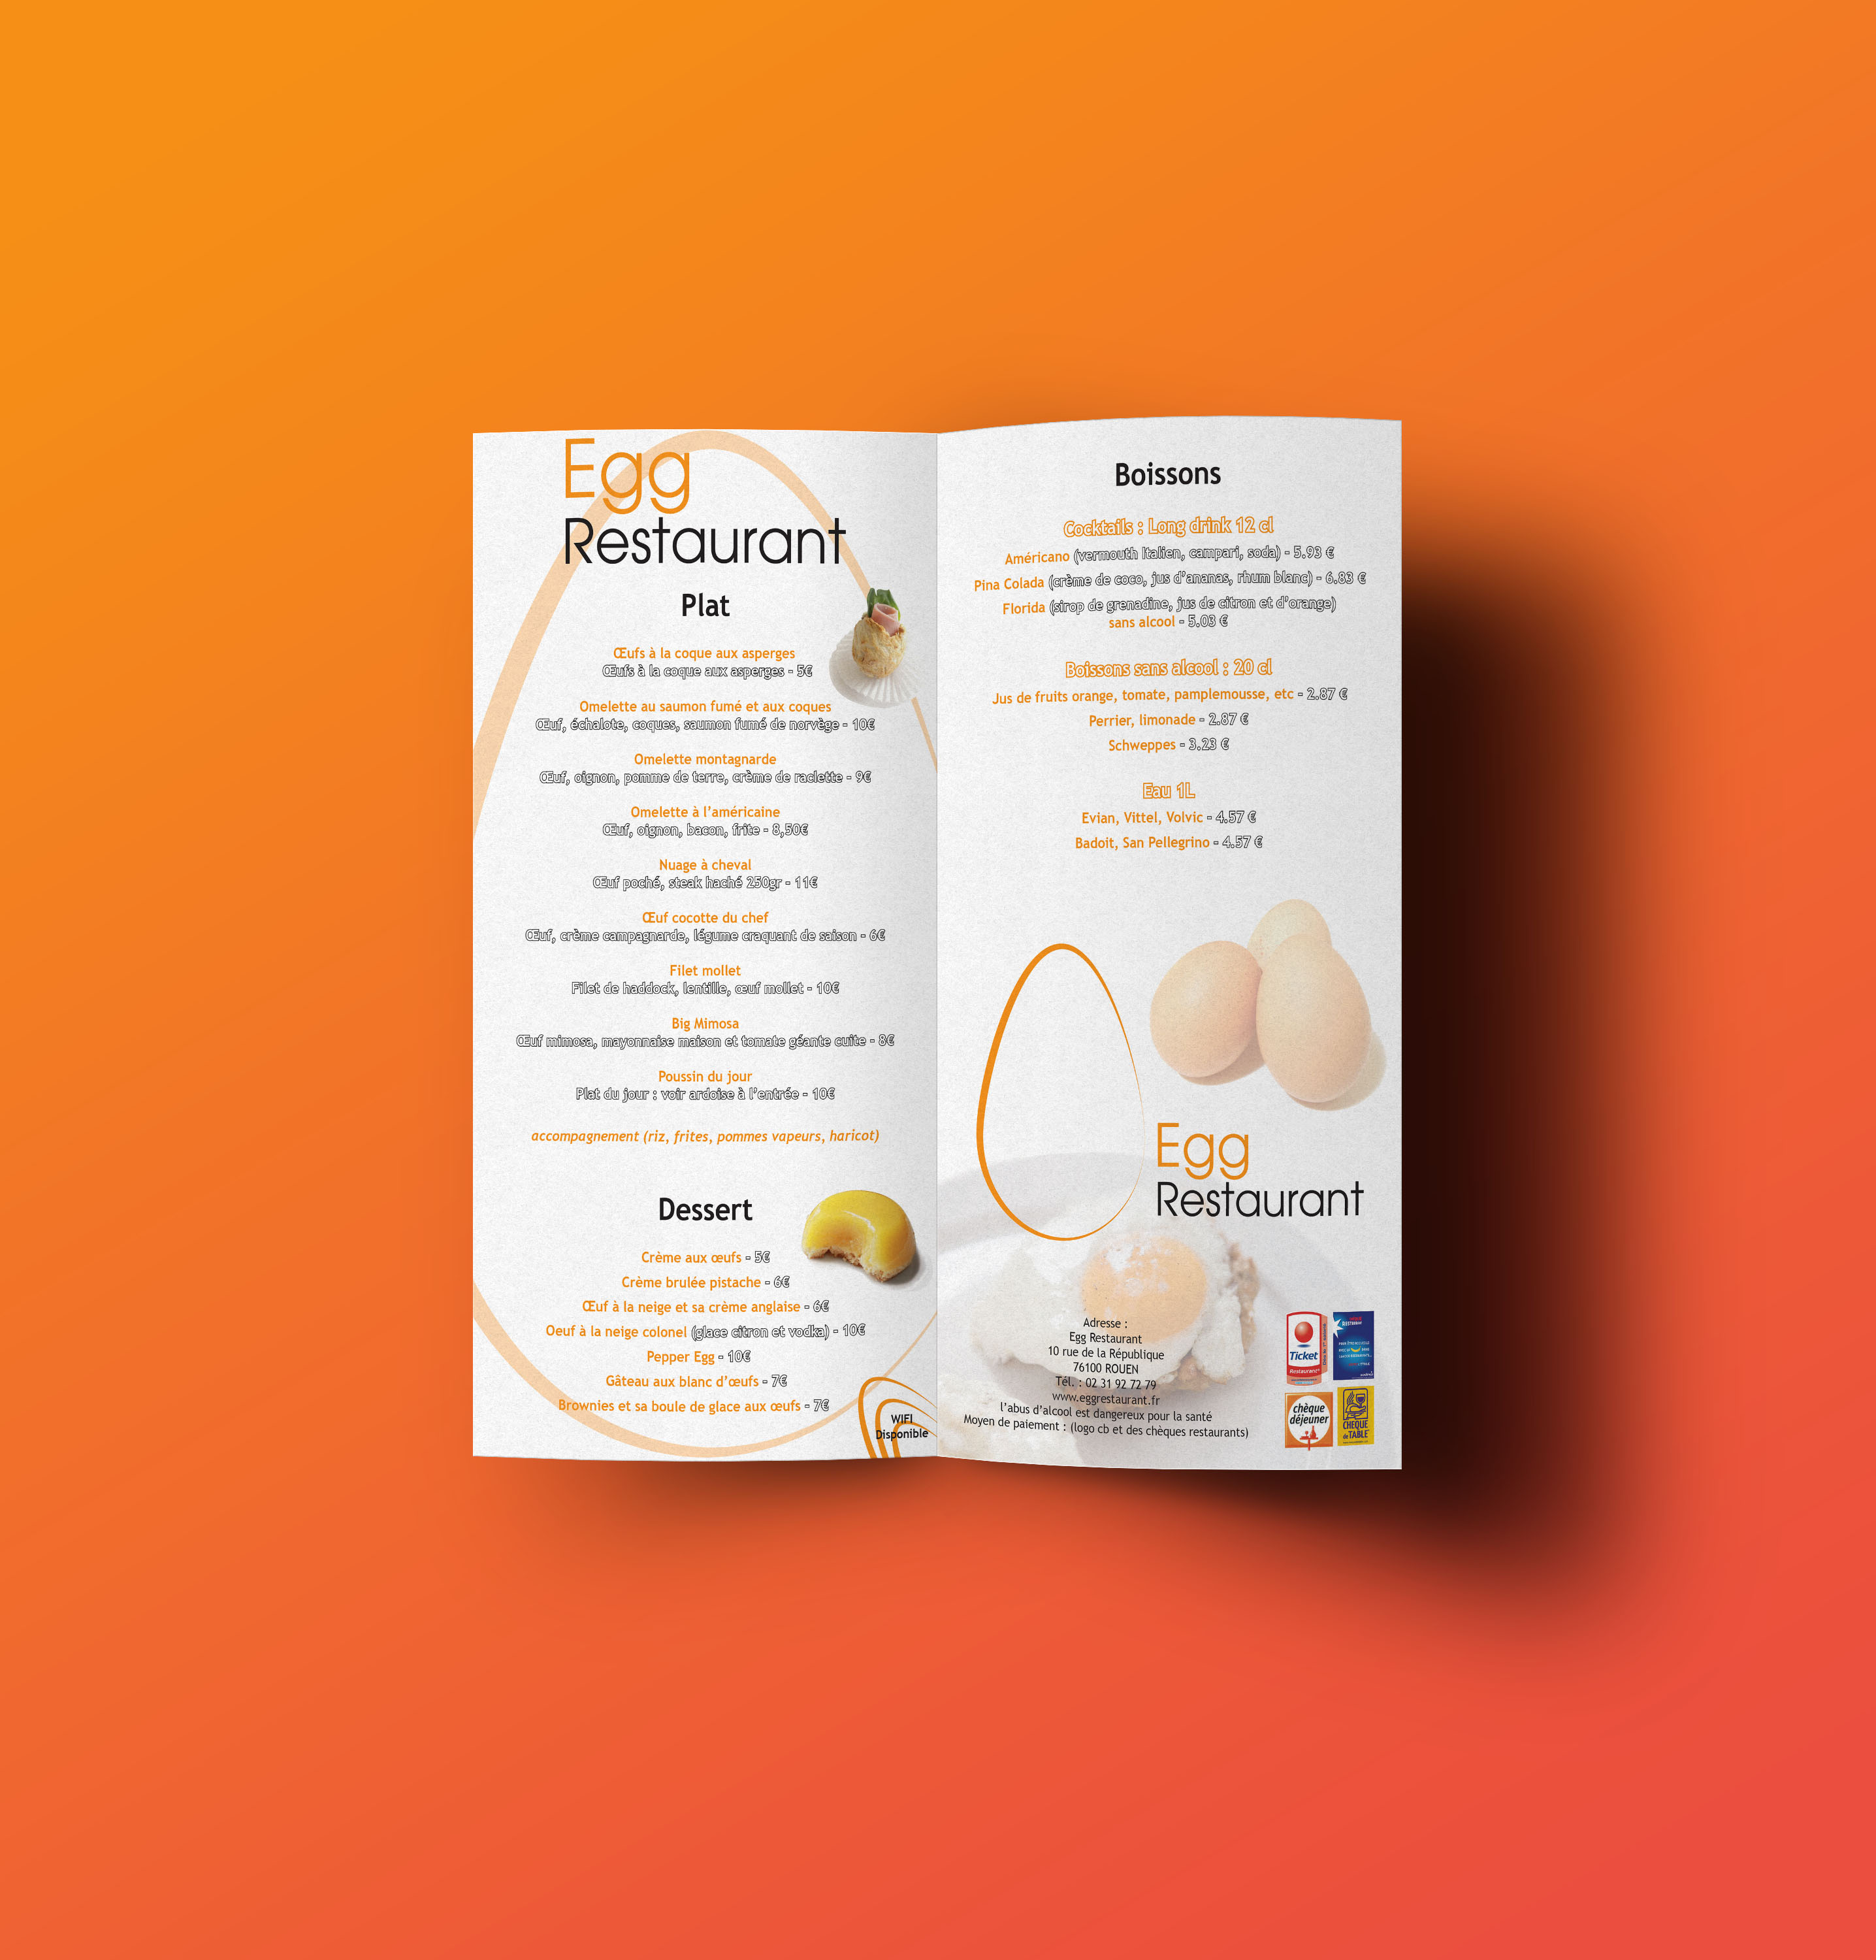 Egg
Restaurant
Plat
Œufs à la coque aux asperges
Œufs à la coque aux asperges - 5€
Omelette au saumon fumé et aux coques
Œuf, échalote, coques, saumon fumé de norvège - 10€
Omelette montagnarde
Œuf, oignon, pomme de terre, crème de raclette - 9€
Omelette à l'américaine
Œuf, oignon, bacon, frite - 8,50€
Nuage à cheval
Œuf poché, steak haché 250gr - 11€
Œuf cocotte du chef
Œuf, crème campagnarde, légume craquant de saison - 6€
Filet mollet
Filet de haddock, lentille, œuf mollet - 10€
Big Mimosa
Œuf mimosa, mayonnaise maison et tomate géante cuite - 8€
Poussin du jour
Plat du jour : voir ardoise à l'entrée - 10€
accompagnement (riz, frites, pommes vapeurs, haricot)
Dessert
Crème aux œufs - 5€
Crème brulée pistache - 6€
Œuf à la neige et sa crème anglaise - 6€
Oeuf à la neige colonel (glace citron et vodka) - 10€
Pepper Egg - 10€
Gâteau aux blanc d'œufs - 7€
Brownies et sa boule de glace aux œufs - 7€
WIFI
Disponible
Boissons
Cocktails : Long drink 12 cl
Américano (vermouth Italien, campari, soda) - 5.93 €
Pina Colada (crème de coco, jus d'ananas, rhum blanc) - 6.83 €
Florida (sirop de grenadine, jus de citron et d'orange)
sans alcool - 5.03 €
Boissons sans alcool : 20 cl
Jus de fruits orange, tomate, pamplemousse, etc - 2.87 €
Perrier, limonade - 2.87 €
Schweppes - 3.23 €
Eau 1L
Evian, Vittel, Volvic - 4.57 €
Badoit, San Pellegrino - 4.57 €
Egg
Restaurant
Adresse :
Egg Restaurant
10 rue de la République
76100 ROUEN
Tél. : 02 31 92 72 79
www.eggrestaurant.fr
l'abus d'alcool est dangereux pour la santé
Moyen de paiement : (logo cb et des chèques restaurants)
Ticket
Restaurant
chèque
déjeuner
CHÈQUE
de TABLE